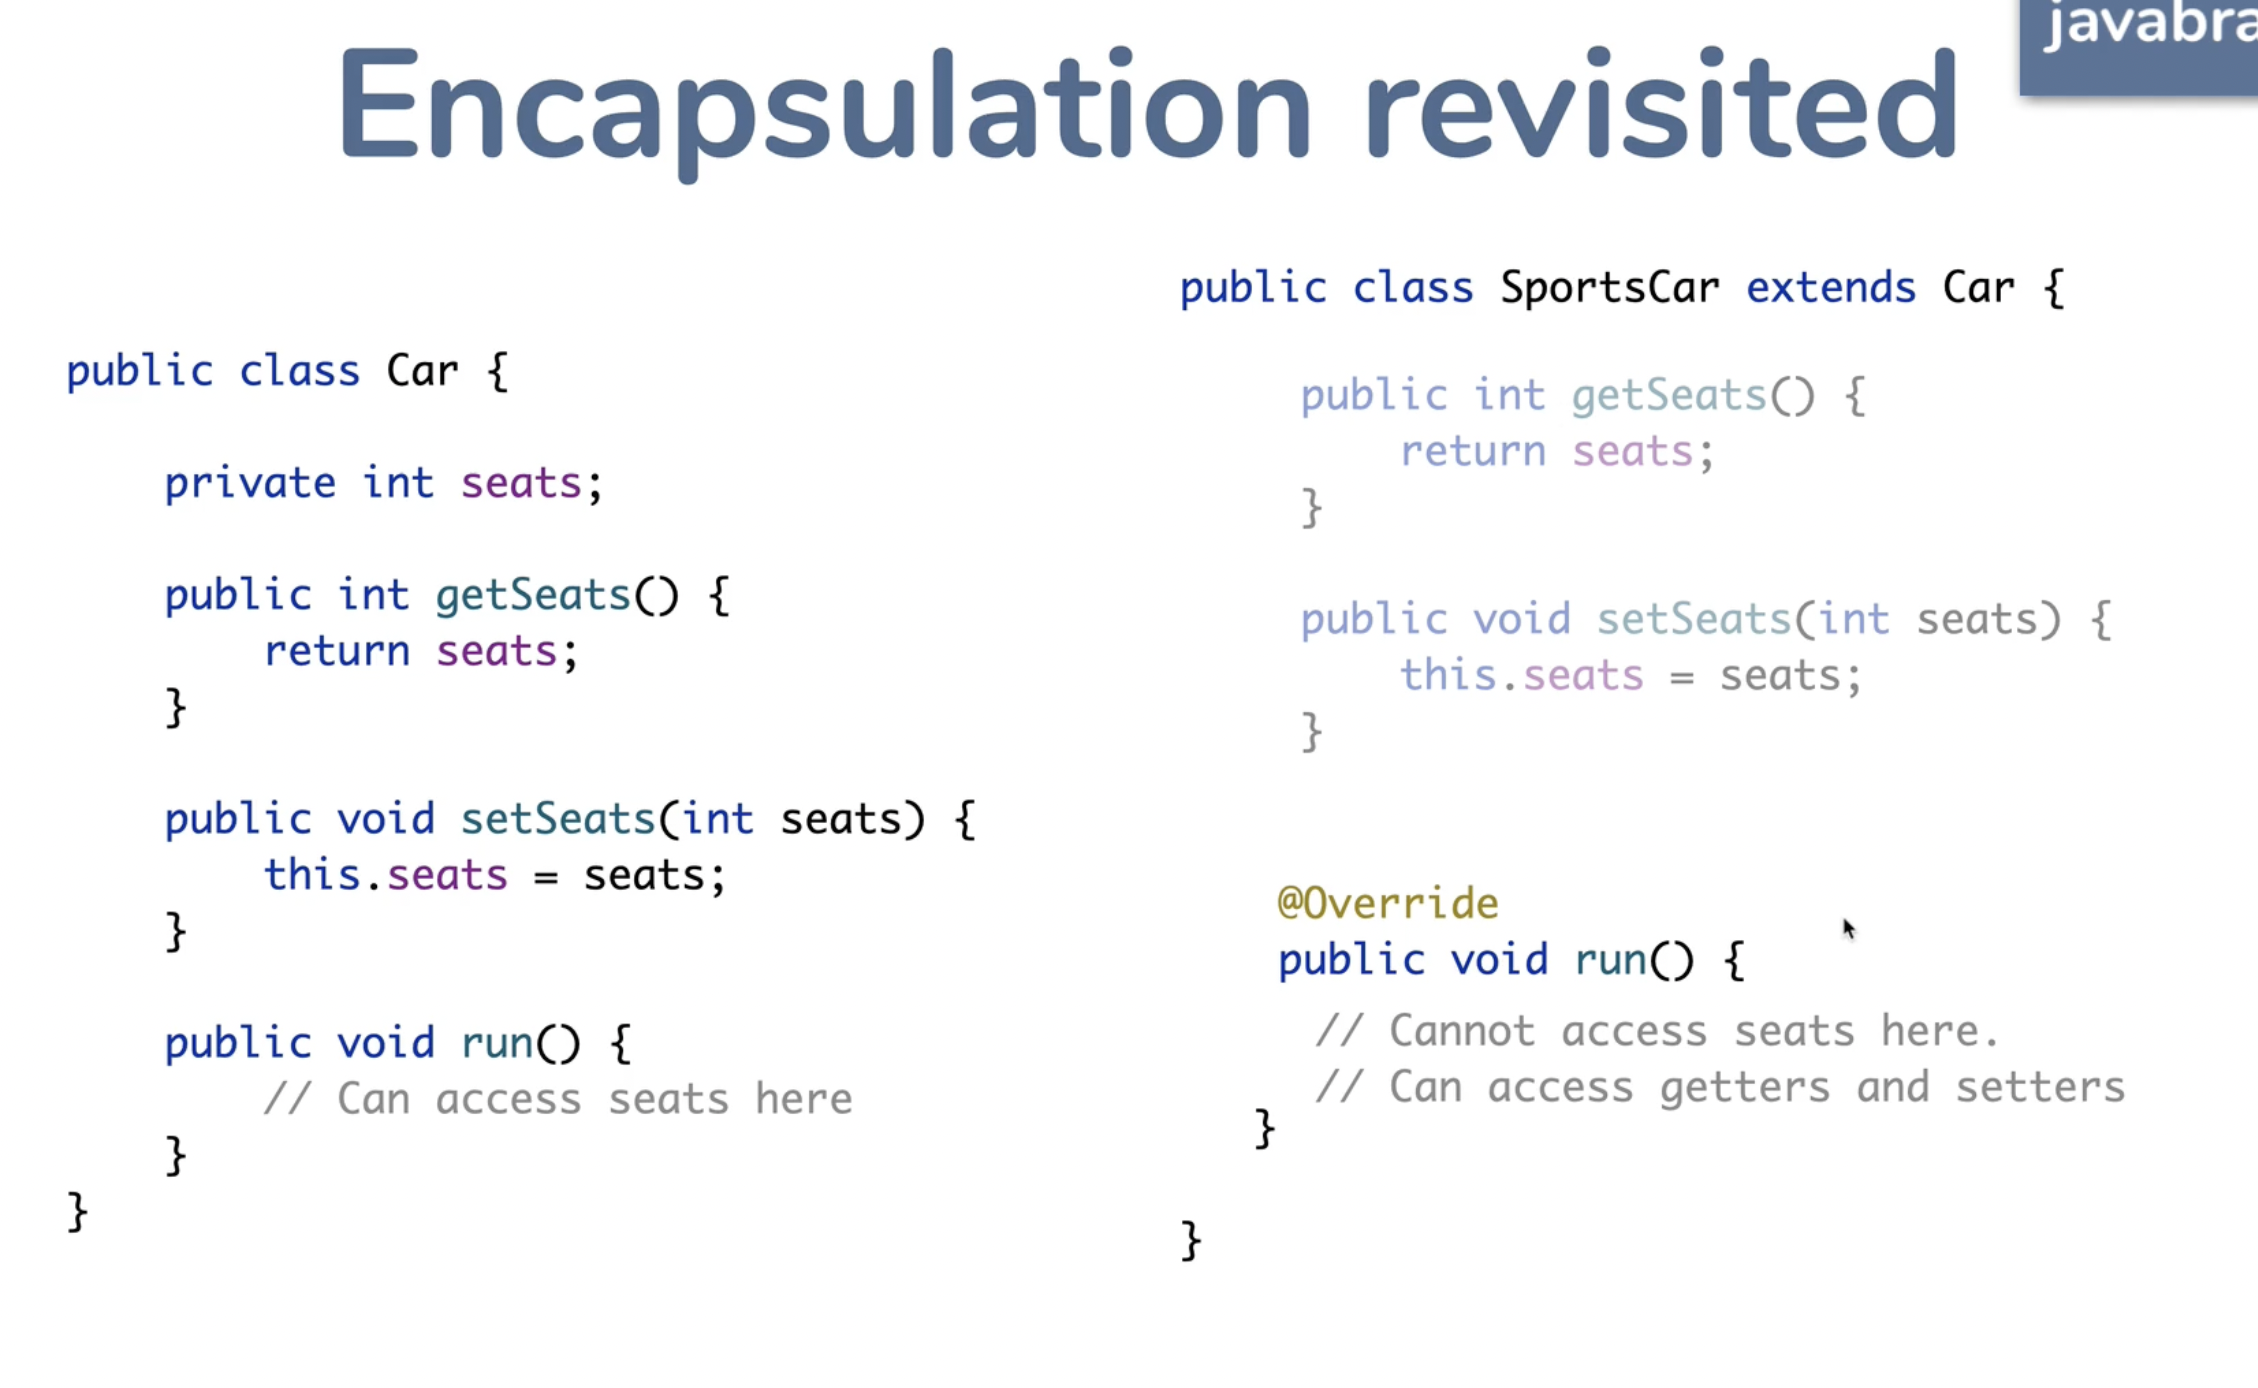 Encapsulation revisited
public class Car {
private int seats;
public int getSeats() {
return seats;
}
public void setSeats(int seats) {
this.seats = seats;
}
public void run() {
// Can access seats here
}
}
public class SportsCar extends Car {
public int getSeats() {
return seats;
}
public void setSeats(int seats) {
this.seats = seats;
}
@Override
public void run() {
// Cannot access seats here.
// Can access getters and setters
}
}